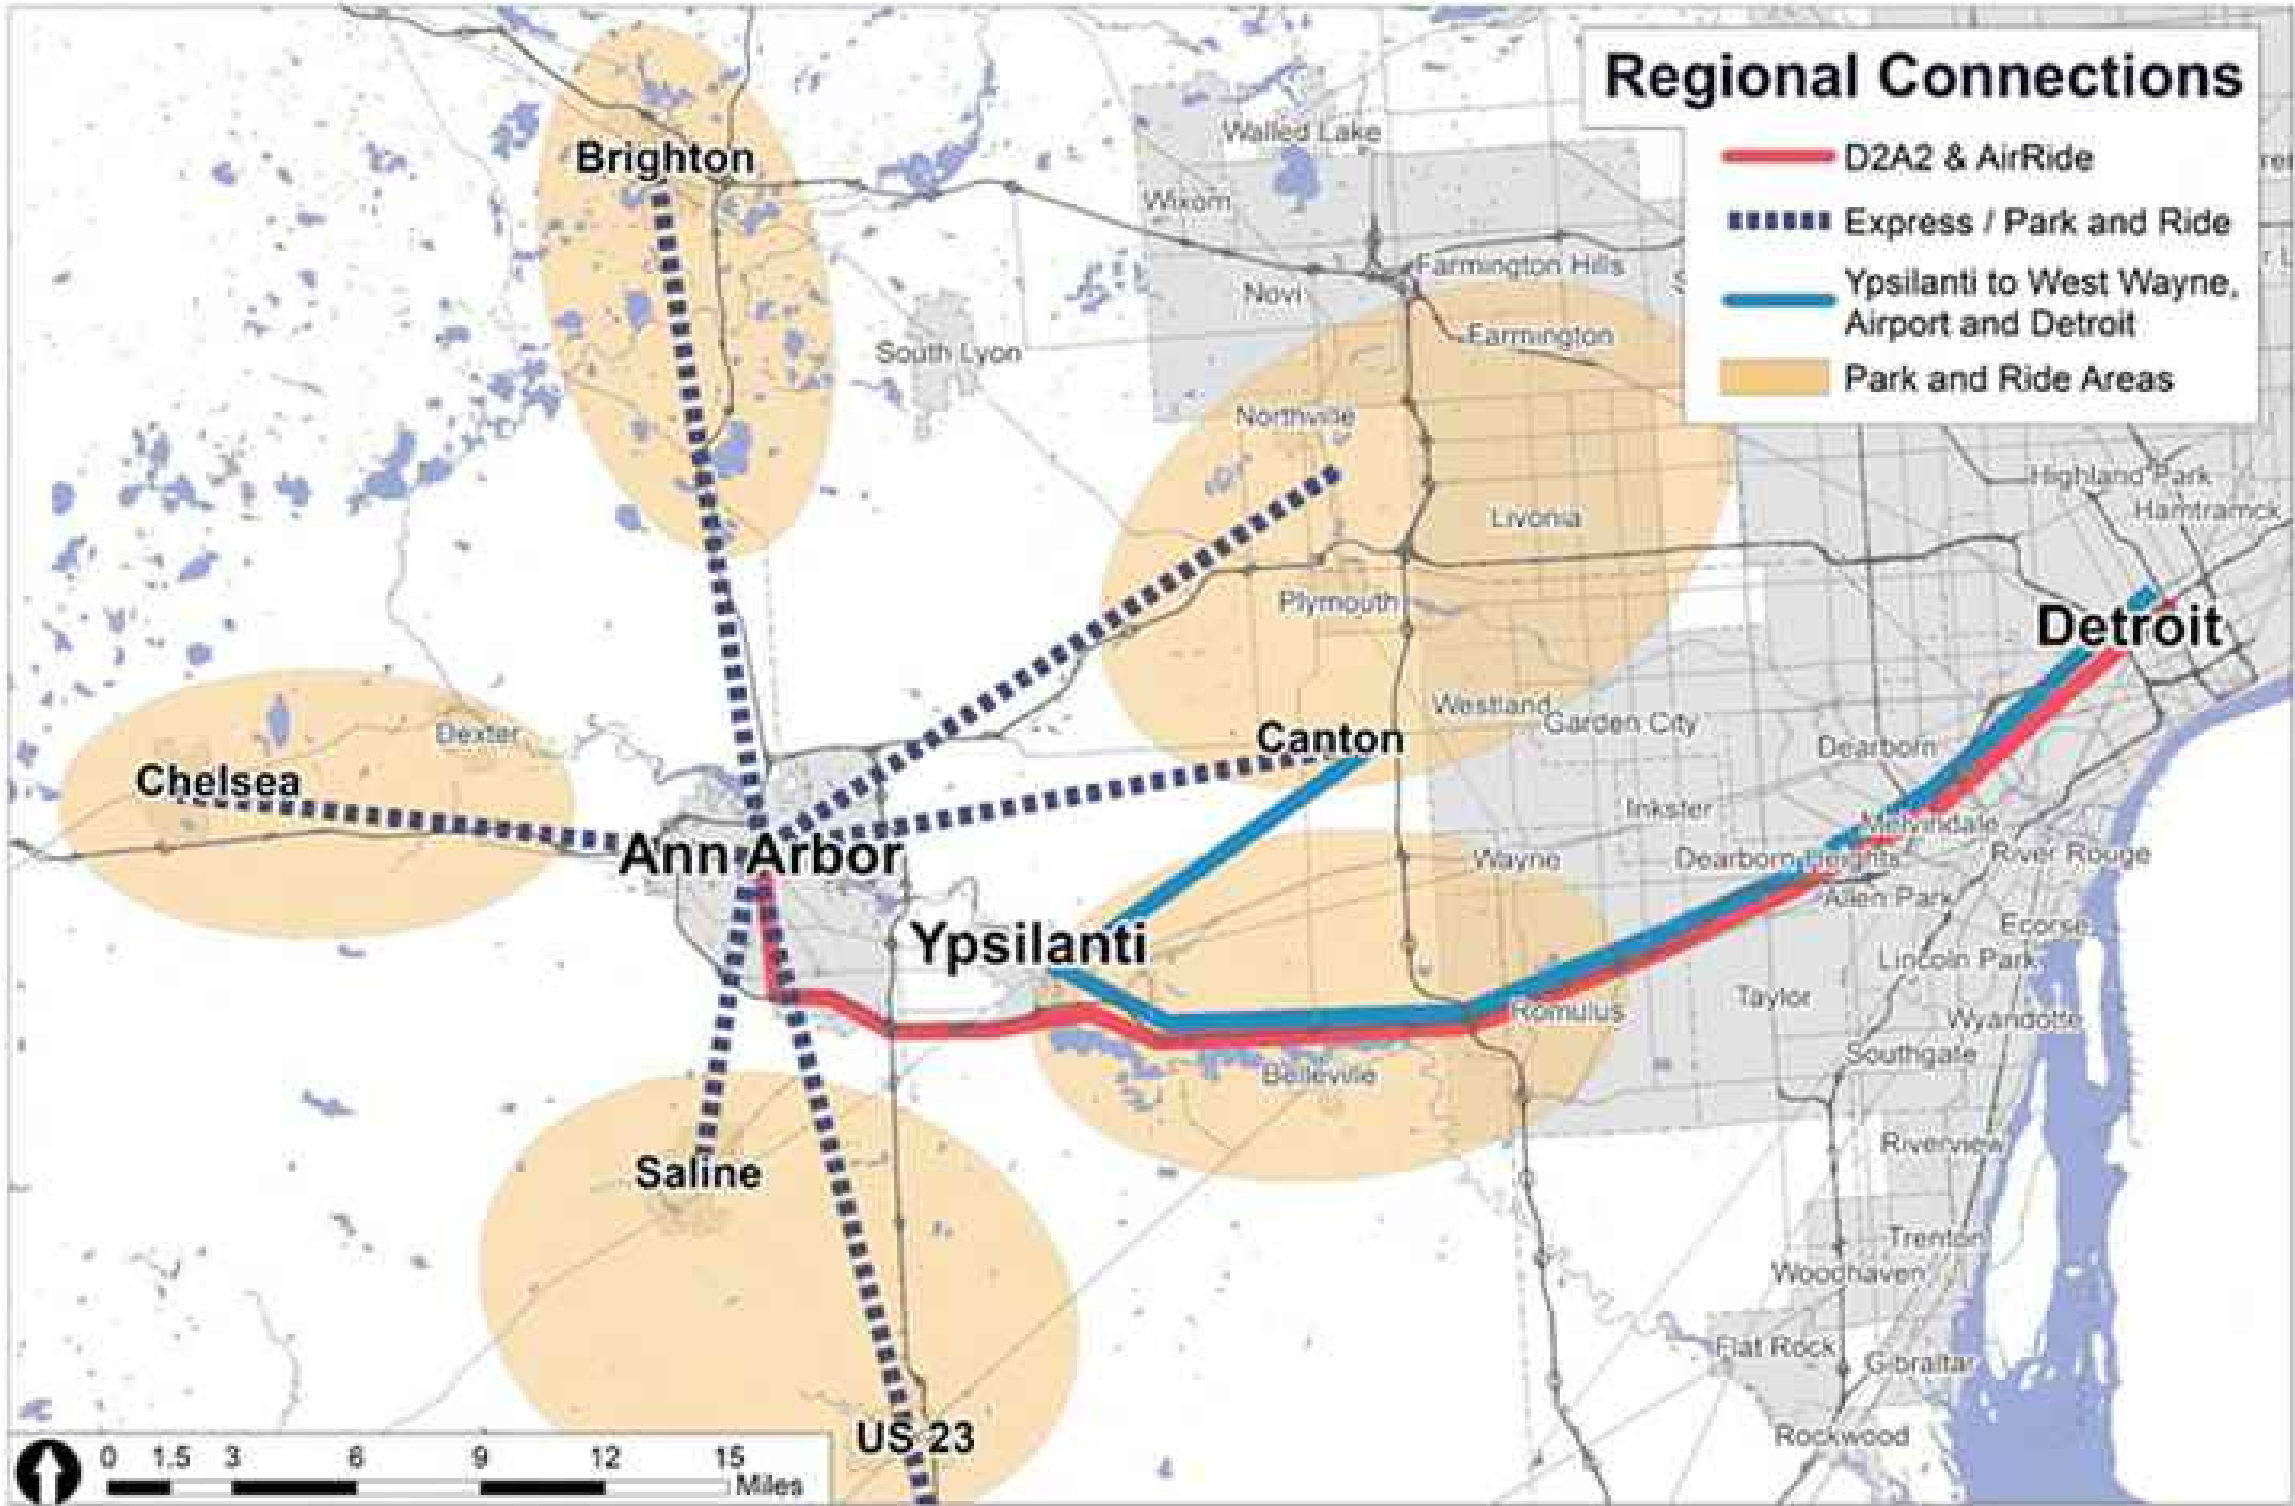 Regional Connections
D2A2 & AirRide
Express / Park and Ride
Ypsilanti to West Wayne,
Airport and Detroit
Park and Ride Areas
Walled Lake
Brighton
Wixom
Farmington Hills
Novi
Farmington
South Lyon
Northville
Highland Park
Hamtramck
Livonia
Plymouth
Detroit
Westland
Garden City
Dexter
Canton
Dearborn
Chelsea
Inkster
Melvindale
Ann Arbor
Wayne
Dearborn Heights
River Rouge
Allen Park
Ypsilanti
Ecorse
Lincoln Park
Taylor
Romulus
Wyandotte
Southgate
Belleville
Riverview
Saline
Trenton
Woodhaven
Flat Rock
Gibraltar
US 23
Rockwood
0 1.5 3 6 9 12 15
Miles